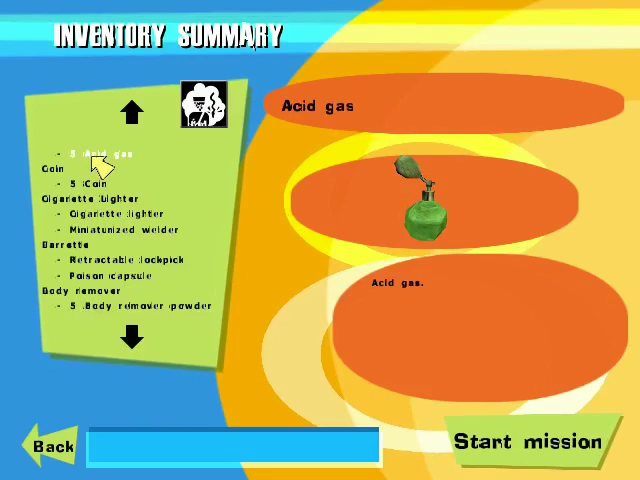 INVENTORY SUMMARY
Acid gas
- 5 Acid gas
Coin
- 5 Coin
Cigarette lighter
- Cigarette lighter
- Miniaturized welder
Barrette
- Retractable lockpick
- Poison capsule
Body remover
- 5 Body remover powder
Acid gas.
Back
Start mission